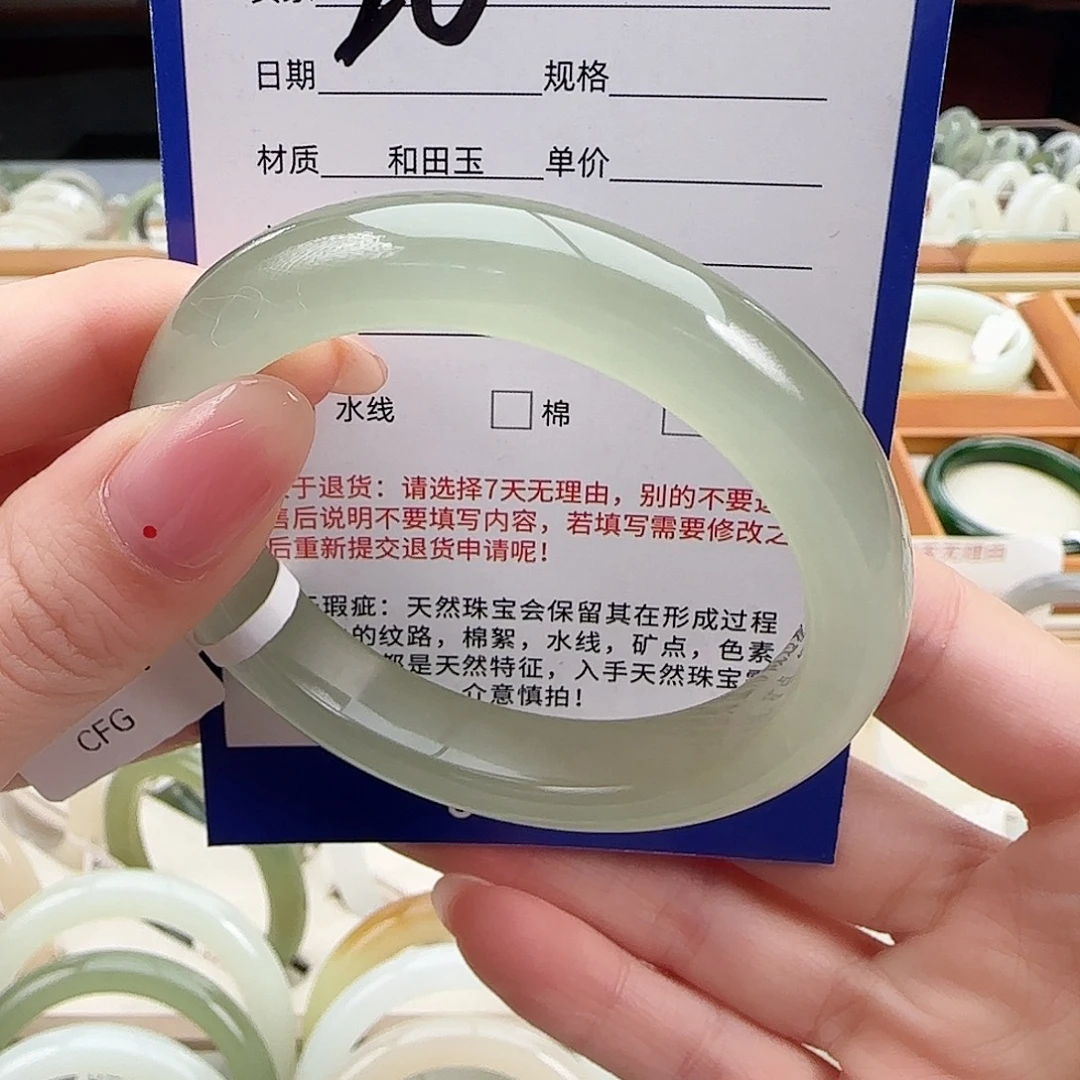 日期 规格
材质 和田玉 单价
水线 □ 棉 □
于退货：请选择7天无理由，别的不要
售后说明不要填写内容，若填写需要修改之
后重新提交退货申请呢！
瑕疵：天然珠宝会保留其在形成过程
的纹路，棉絮，水线，矿点，色素
都是天然特征，入手天然珠宝
介意慎拍！
CFG